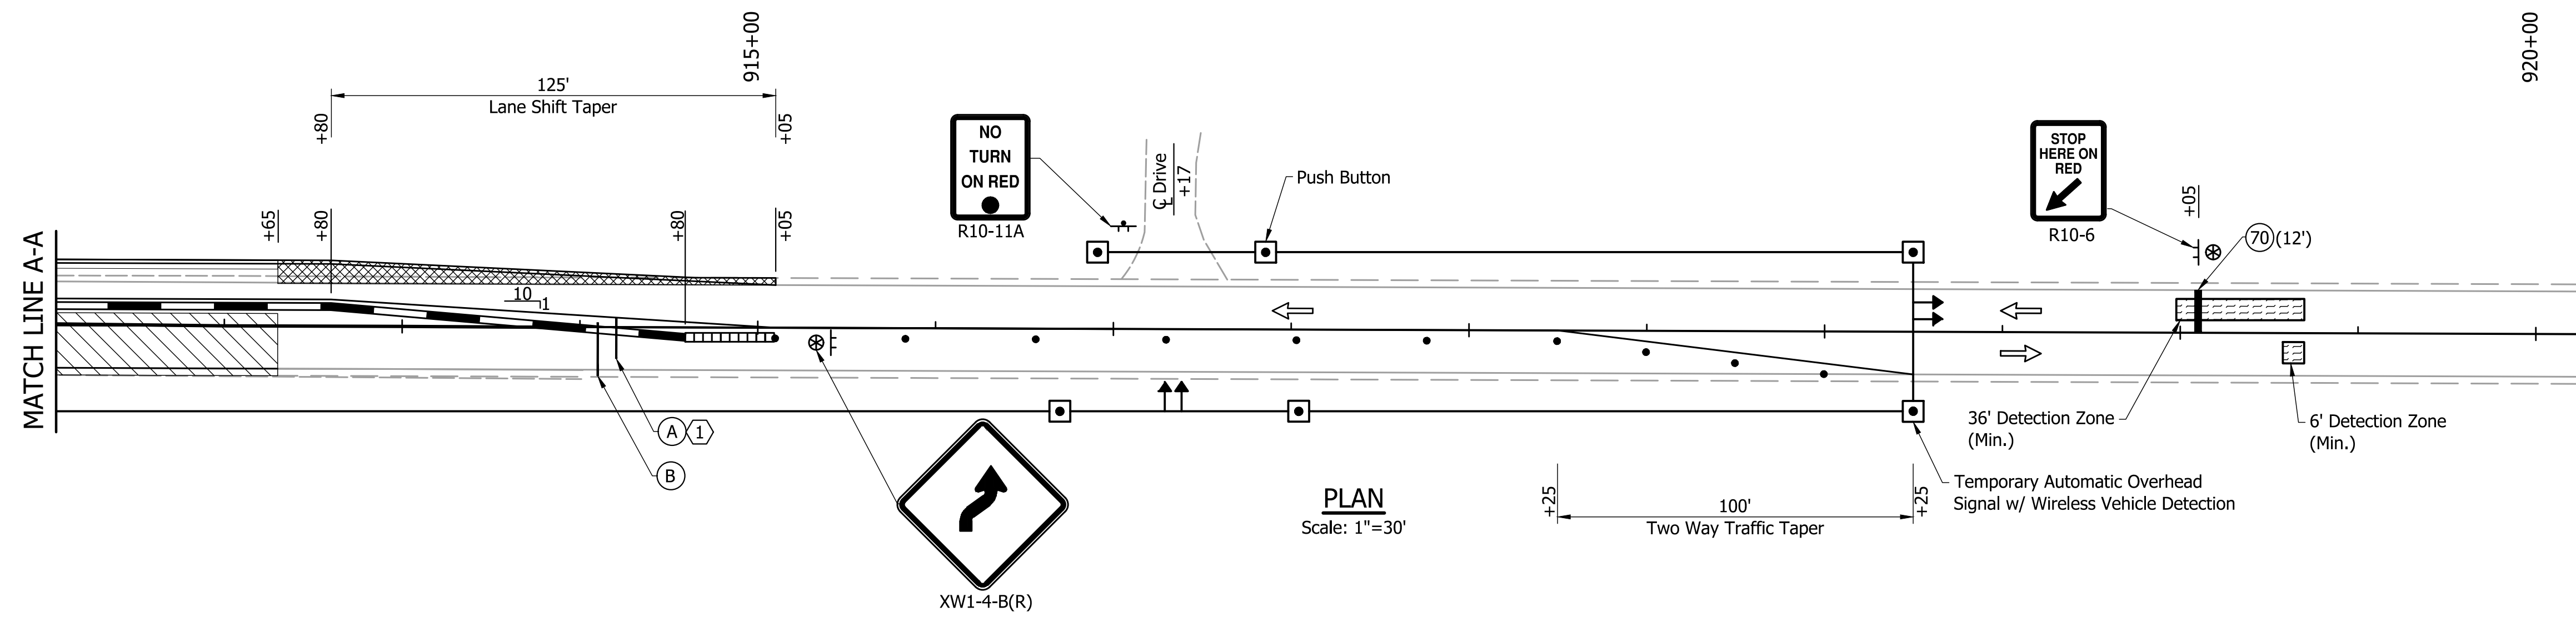 915+00
920+00
125'
Lane Shift Taper
+80
+05
NO
TURN
ON RED
R10-11A
℄ Drive
+17
Push Button
STOP
HERE ON
RED
R10-6
+05
70 (12')
MATCH LINE A-A
+65
+80
+80
+05
10
1
A 1
B
XW1-4-B(R)
PLAN
Scale: 1"=30'
+25
100'
Two Way Traffic Taper
+25
36' Detection Zone
(Min.)
6' Detection Zone
(Min.)
Temporary Automatic Overhead
Signal w/ Wireless Vehicle Detection